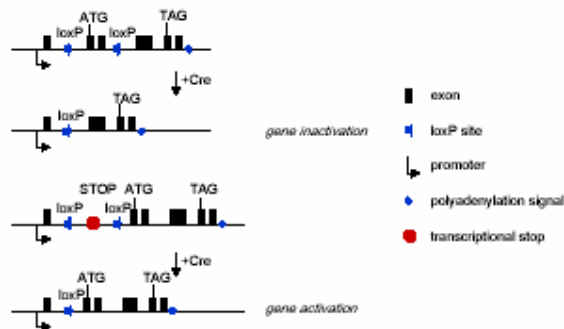 ATG TAG
loxP loxP
+Cre
TAG
loxP
gene inactivation
STOP ATG TAG
loxP loxP
+Cre
ATG TAG
loxP
gene activation
exon
loxP site
promoter
polyadenylation signal
transcriptional stop